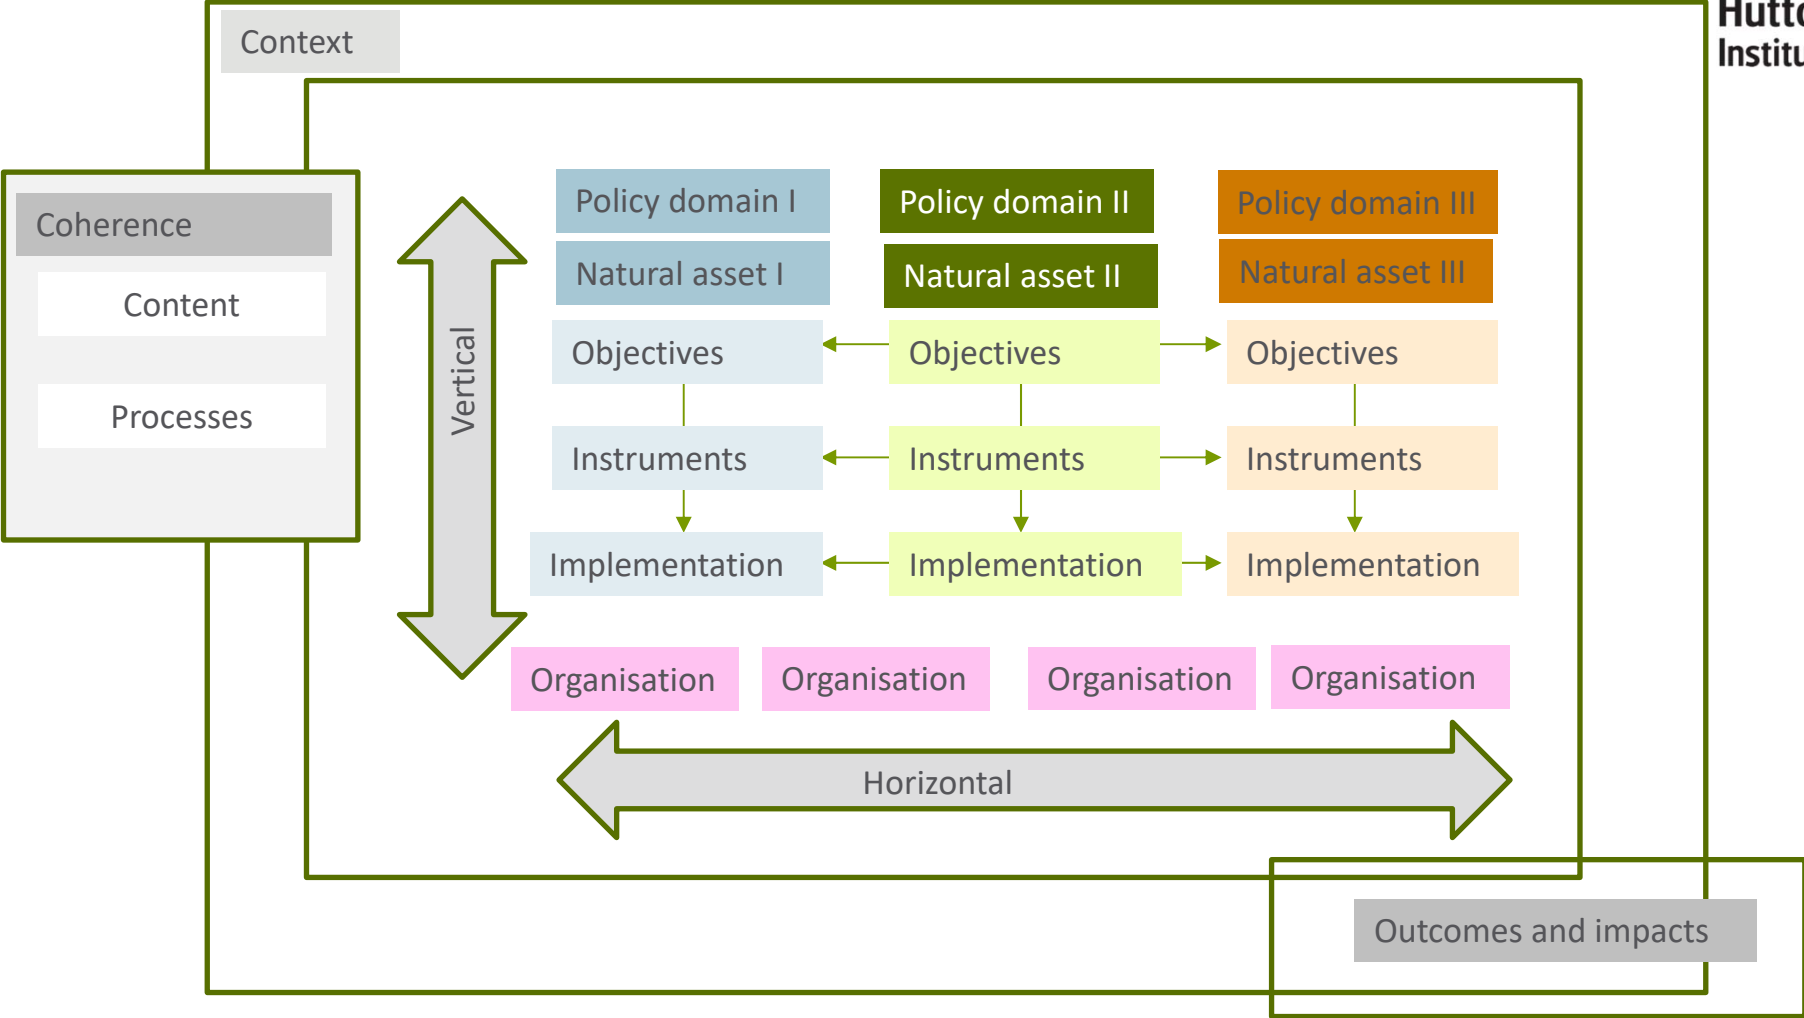 Context
Coherence
Content
Processes
Vertical
Policy domain I
Policy domain II
Policy domain III
Natural asset I
Natural asset II
Natural asset III
Objectives
Objectives
Objectives
Instruments
Instruments
Instruments
Implementation
Implementation
Implementation
Organisation
Organisation
Organisation
Organisation
Horizontal
Outcomes and impacts